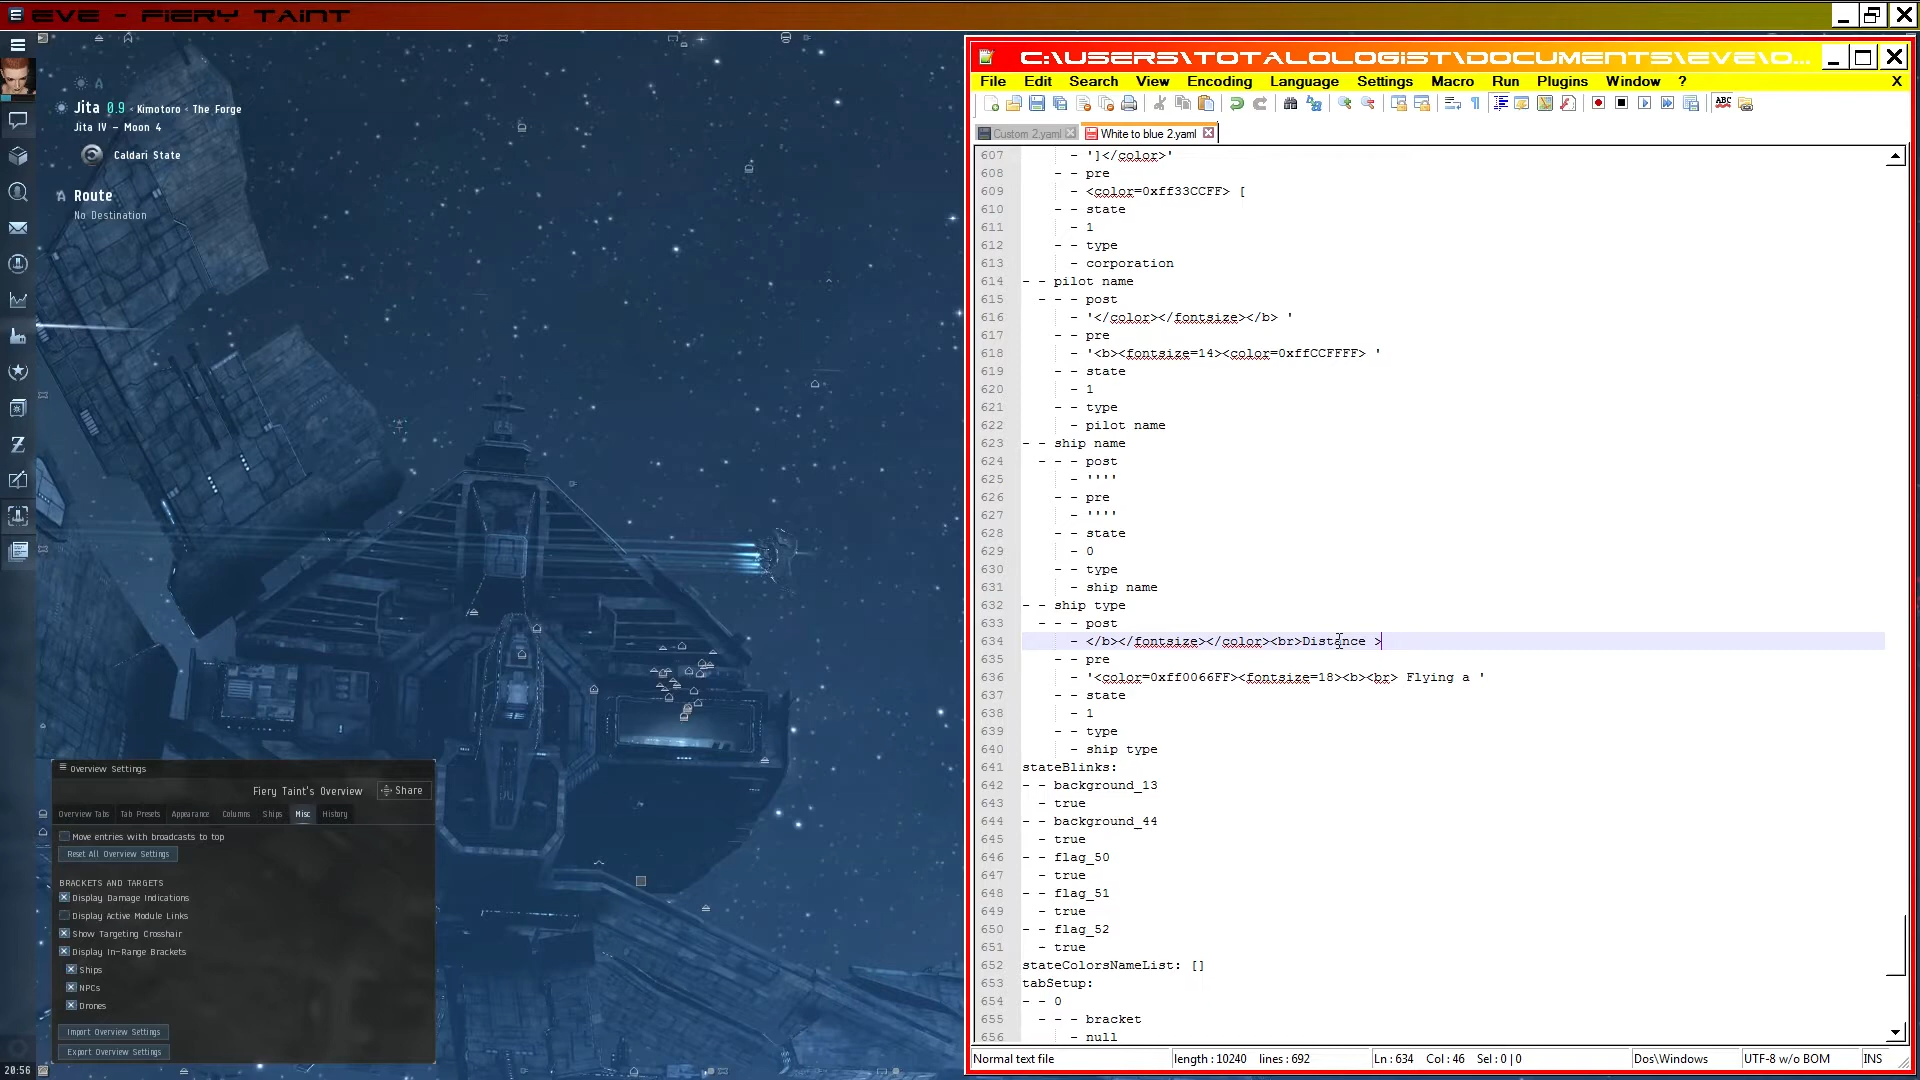 EVE - Fiery Taint
Jita 0.9 < Kimotoro < The Forge
Jita IV - Moon 4
Caldari State
Route
No Destination
Overview Settings
Fiery Taint's Overview
Share
Overview Tabs Tab Presets Appearance Columns Ships Misc History
Move entries with broadcasts to top
Reset All Overview Settings
BRACKETS AND TARGETS
Display Damage Indications
Display Active Module Links
Show Targeting Crosshair
Display In-Range Brackets
Ships
NPCs
Drones
Import Overview Settings
Export Overview Settings
20:56
C:\USERS\TOTALOLOGIST\DOCUMENTS\EVE\O...
File Edit Search View Encoding Language Settings Macro Run Plugins Window ? X
Custom 2.yaml White to blue 2.yaml
607 - ']</color>'
608 - - pre
609 - <color=0xff33CCFF> [
610 - - state
611 - 1
612 - - type
613 - corporation
614 - - pilot name
615 - - - post
616 - '</color></fontsize></b> '
617 - - pre
618 - '<b><fontsize=14><color=0xffCCFFFF> '
619 - - state
620 - 1
621 - - type
622 - pilot name
623 - - ship name
624 - - - post
625 - ''''
626 - - pre
627 - ''''
628 - - state
629 - 0
630 - - type
631 - ship name
632 - - ship type
633 - - - post
634 - </b></fontsize></color><br>Distance >
635 - - pre
636 - '<color=0xff0066FF><fontsize=18><b><br> Flying a '
637 - - state
638 - 1
639 - - type
640 - ship type
641 stateBlinks:
642 - - background_13
643 - true
644 - - background_44
645 - true
646 - - flag_50
647 - true
648 - - flag_51
649 - true
650 - - flag_52
651 - true
652 stateColorsNameList: []
653 tabSetup:
654 - - 0
655 - - - bracket
656 - null
Normal text file length : 10240 lines : 692 Ln : 634 Col : 46 Sel : 0 | 0 Dos\Windows UTF-8 w/o BOM INS